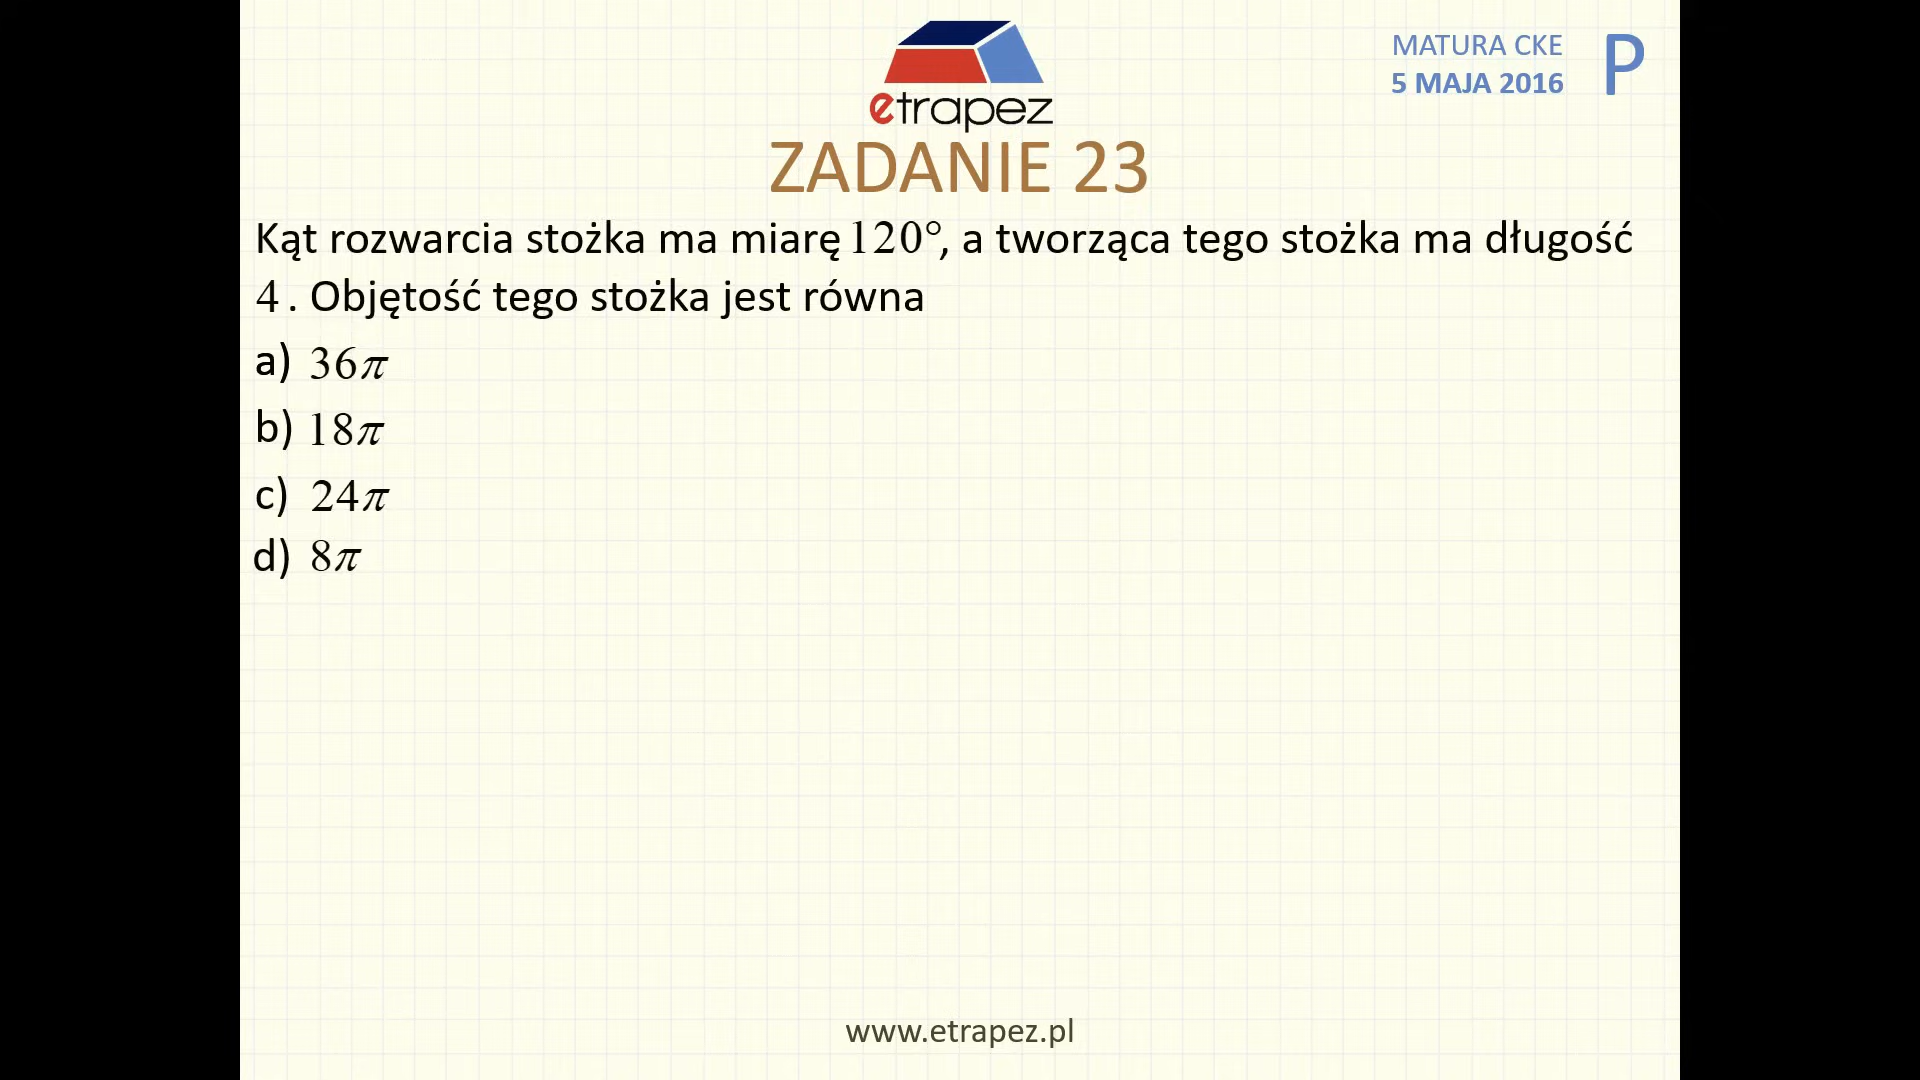 etrapez
MATURA CKE
5 MAJA 2016
P
ZADANIE 23
Kąt rozwarcia stożka ma miarę 120°, a tworząca tego stożka ma długość
4 . Objętość tego stożka jest równa
a) 36π
b) 18π
c) 24π
d) 8π
www.etrapez.pl